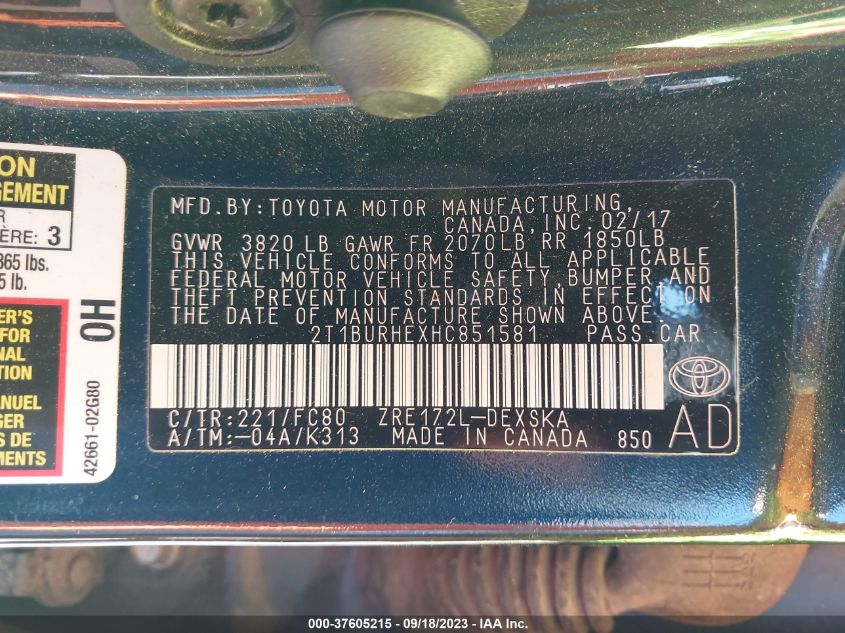 ON
GEMENT
R
ÈRE: 3
865 lbs.
5 lb.
ER'S
FOR
NAL
TION
ANUEL
GER
S DE
EMENTS.
OH
42661-02G80
MFD.BY:TOYOTA MOTOR MANUFACTURING,
CANADA, INC. 02/17
GVWR 3820 LB GAWR FR 2070LB RR 1850LB
THIS VEHICLE CONFORMS TO ALL APPLICABLE
FEDERAL MOTOR VEHICLE SAFETY, BUMPER, AND
THEFT PREVENTION STANDARDS IN EFFECT ON
THE DATE OF MANUFACTURE SHOWN ABOVE.
2T1BURHEXHC851581 PASS.CAR
C/TR:221/FC80 ZRE172L-DEXSKA
A/TM:-04A/K313 MADE IN CANADA 850 AD
000-37605215 - 09/18/2023 - IAA Inc.